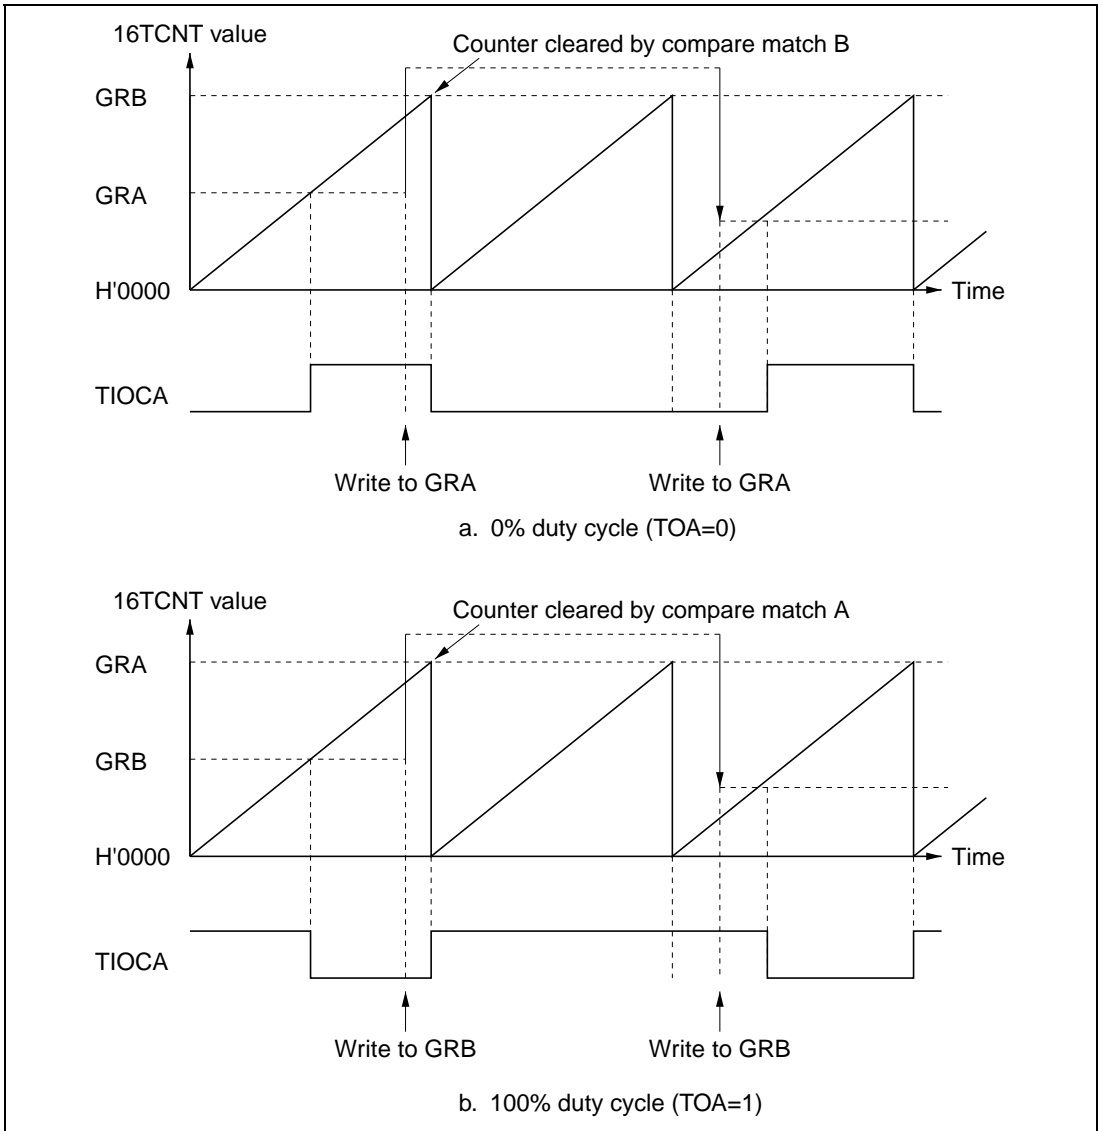 16TCNT value
Counter cleared by compare match B
GRB
GRA
H'0000
Time
TIOCA
Write to GRA
Write to GRA
a. 0% duty cycle (TOA=0)
16TCNT value
Counter cleared by compare match A
GRA
GRB
H'0000
Time
TIOCA
Write to GRB
Write to GRB
b. 100% duty cycle (TOA=1)